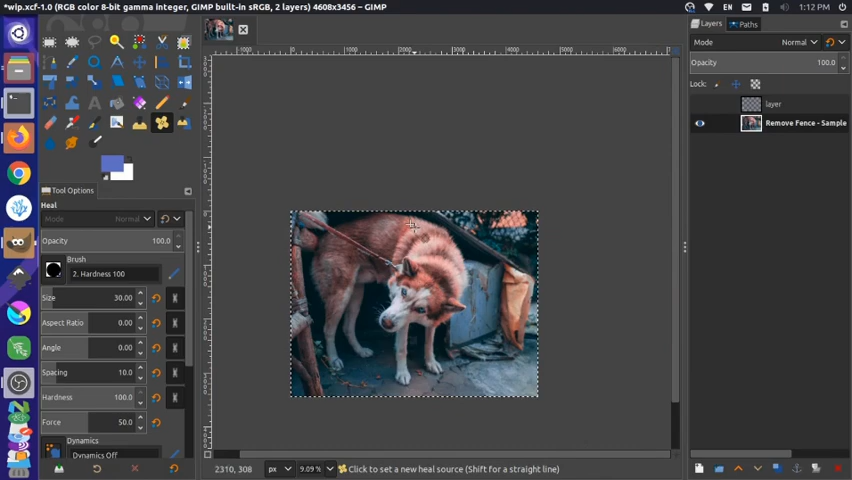 *wip.xcf-1.0 (RGB color 8-bit gamma integer, GIMP built-in sRGB, 2 layers) 4608x3456 – GIMP
EN
1:12 PM
Layers
Paths
Mode
Normal
Opacity
100.0
Lock:
layer
Remove Fence - Sample
Tool Options
Heal
Mode
Normal
Opacity
100.0
Brush
2. Hardness 100
Size
30.00
Aspect Ratio
0.00
Angle
0.00
Spacing
10.0
Hardness
100.0
Force
50.0
Dynamics
Dynamics Off
2310, 308
px
9.09 %
Click to set a new heal source (Shift for a straight line)